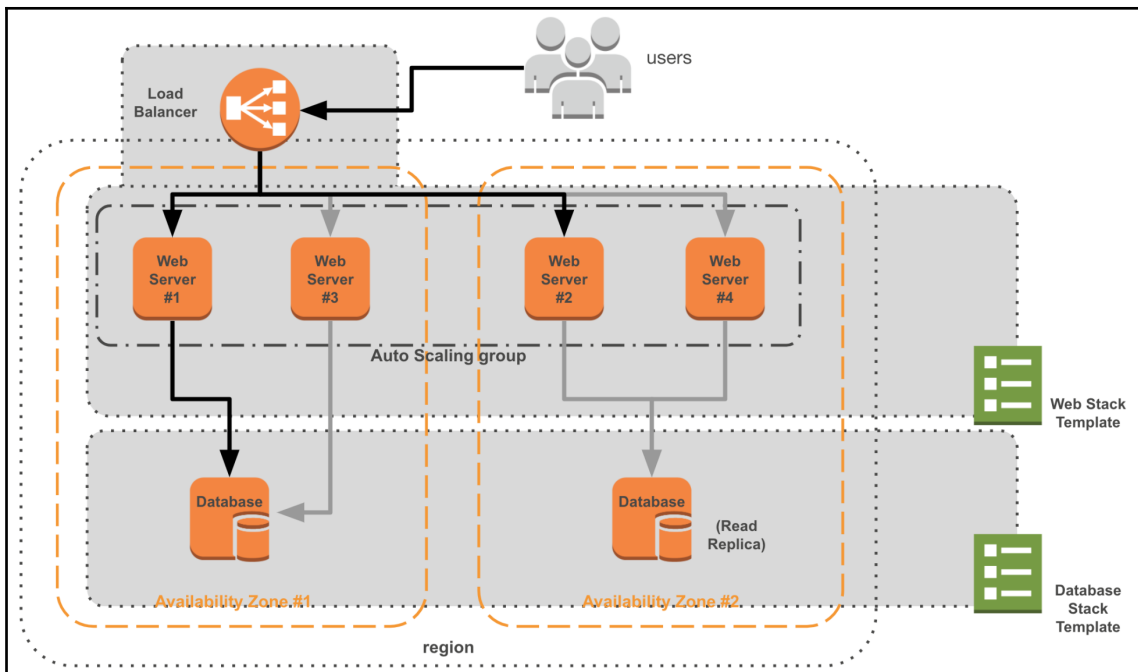 users
Load
Balancer
Web
Server
#1
Web
Server
#3
Web
Server
#2
Web
Server
#4
Auto Scaling group
Web Stack
Template
Database
Database
(Read
Replica)
Availability Zone #1
Availability Zone #2
Database
Stack
Template
region